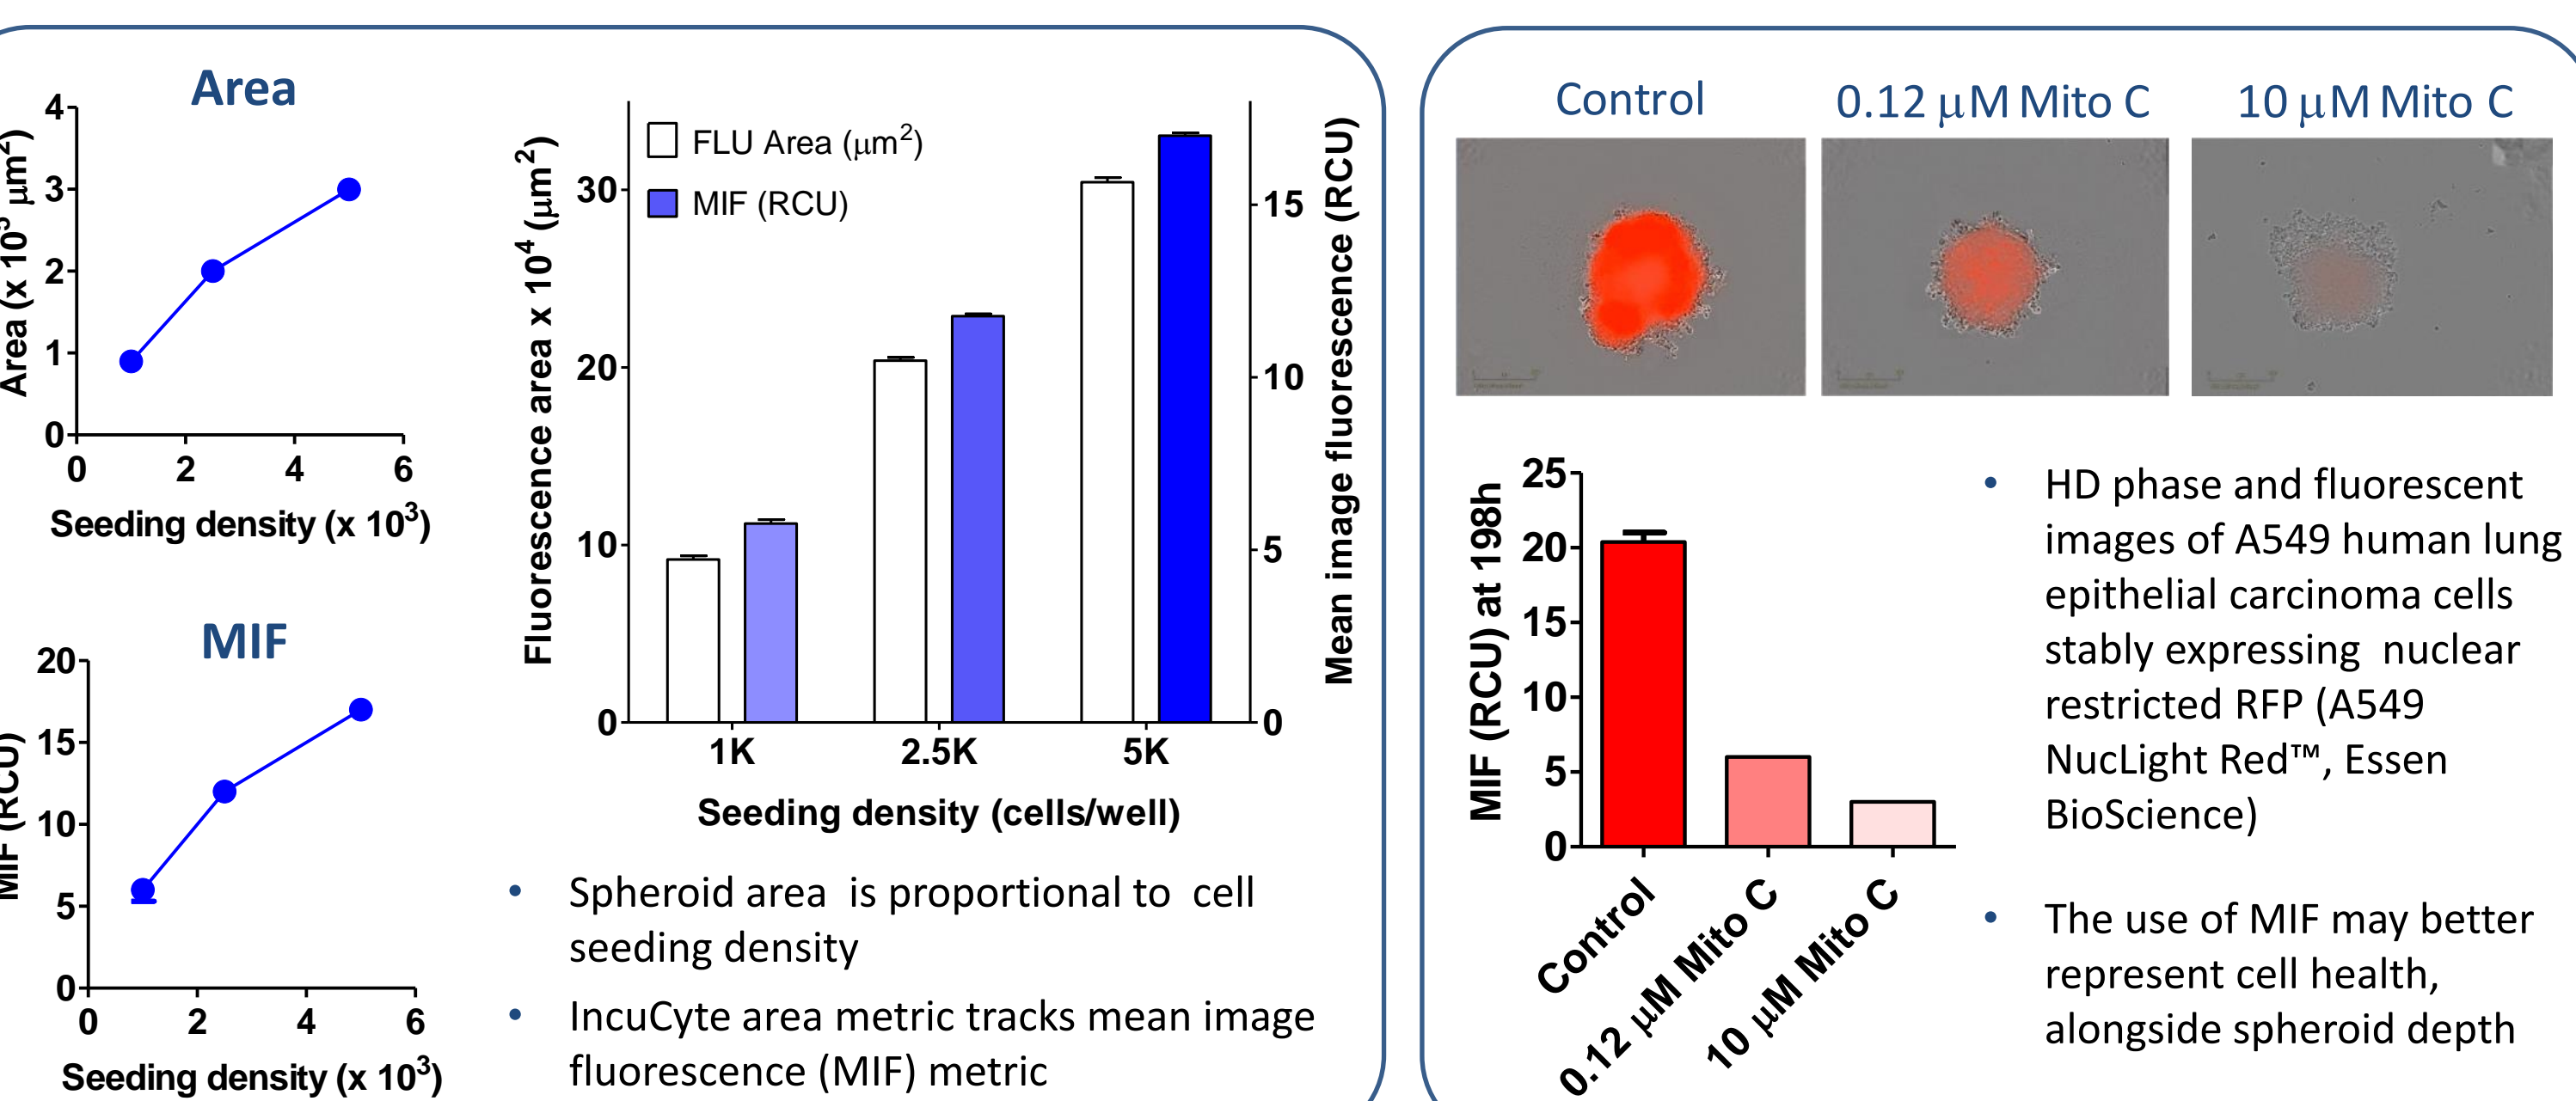 Area
4
3
2
1
0
Area (x 10⁵ μm²)
0 2 4 6
Seeding density (x 10³)
MIF
20
15
10
5
0
MIF (RCU)
0 2 4 6
Seeding density (x 10³)
FLU Area (μm²)
MIF (RCU)
Fluorescence area x 10⁴ (μm²)
30
20
10
0
Mean image fluorescence (RCU)
15
10
5
0
1K 2.5K 5K
Seeding density (cells/well)
• Spheroid area is proportional to cell
seeding density
• IncuCyte area metric tracks mean image
fluorescence (MIF) metric
Control 0.12 μM Mito C 10 μM Mito C
MIF (RCU) at 198h
25
20
15
10
5
0
Control
0.12 μM Mito C
10 μM Mito C
• HD phase and fluorescent
images of A549 human lung
epithelial carcinoma cells
stably expressing nuclear
restricted RFP (A549
NucLight Red™, Essen
BioScience)
• The use of MIF may better
represent cell health,
alongside spheroid depth